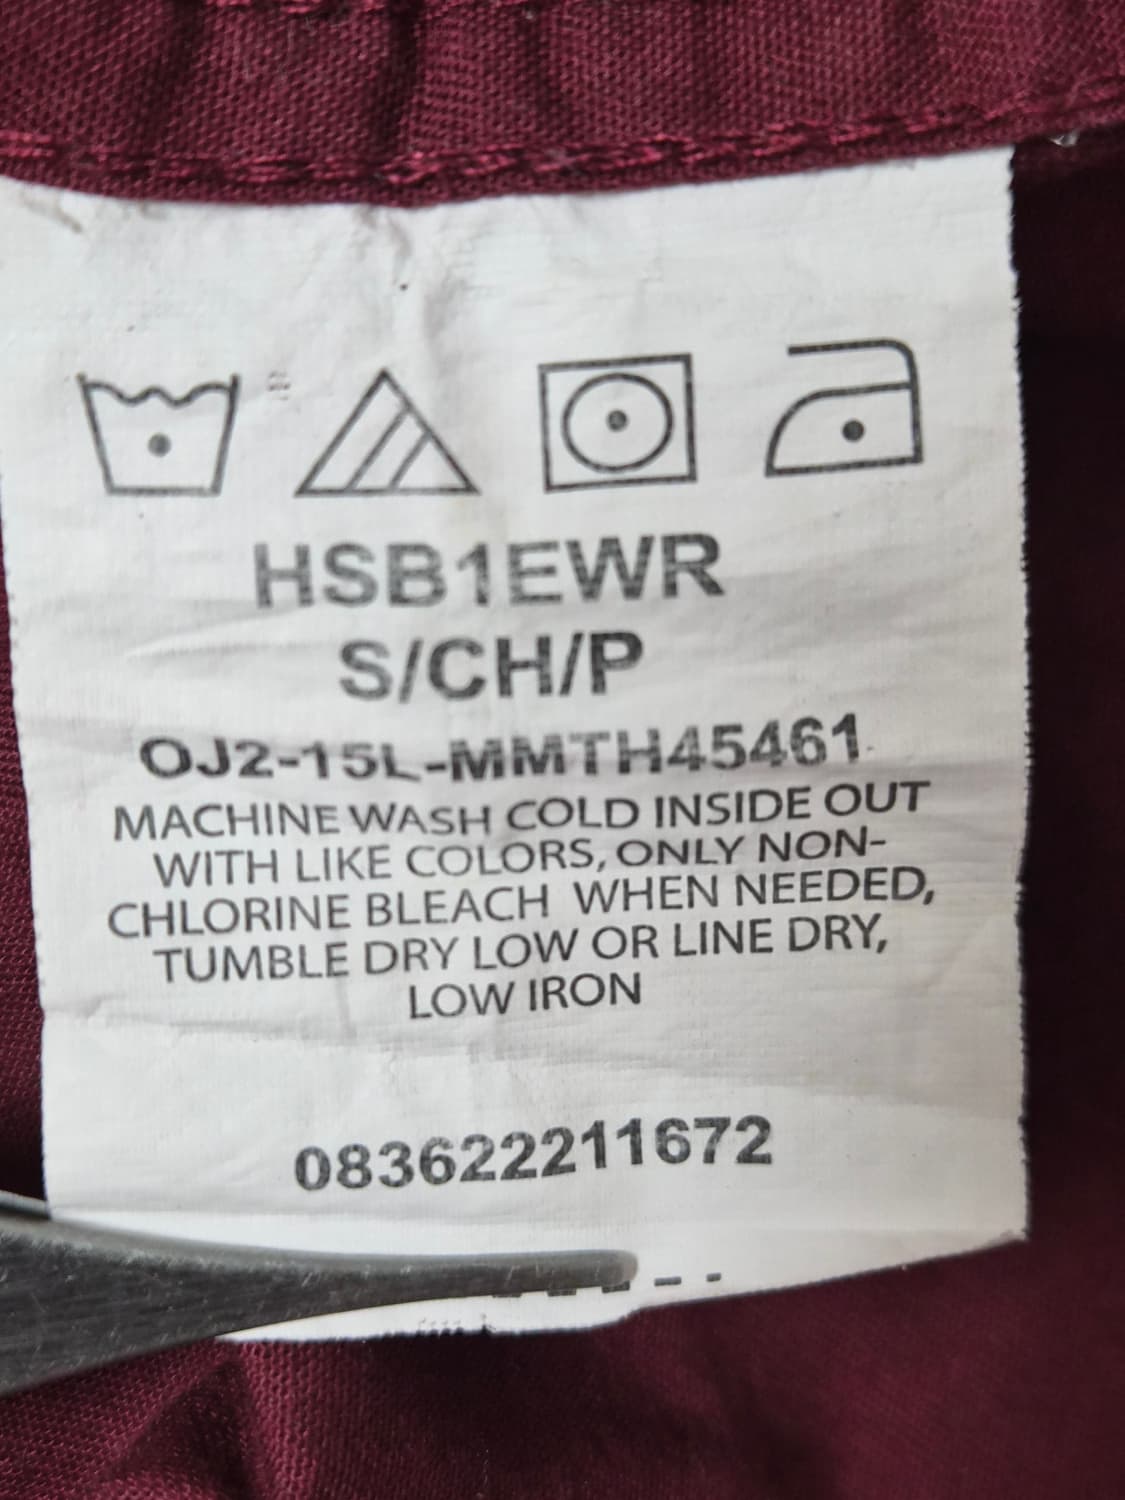 HSB1EWR
S/CH/P
OJ2-15L-MMTH45461
MACHINE WASH COLD INSIDE OUT
WITH LIKE COLORS, ONLY NON-
CHLORINE BLEACH WHEN NEEDED,
TUMBLE DRY LOW OR LINE DRY,
LOW IRON
083622211672